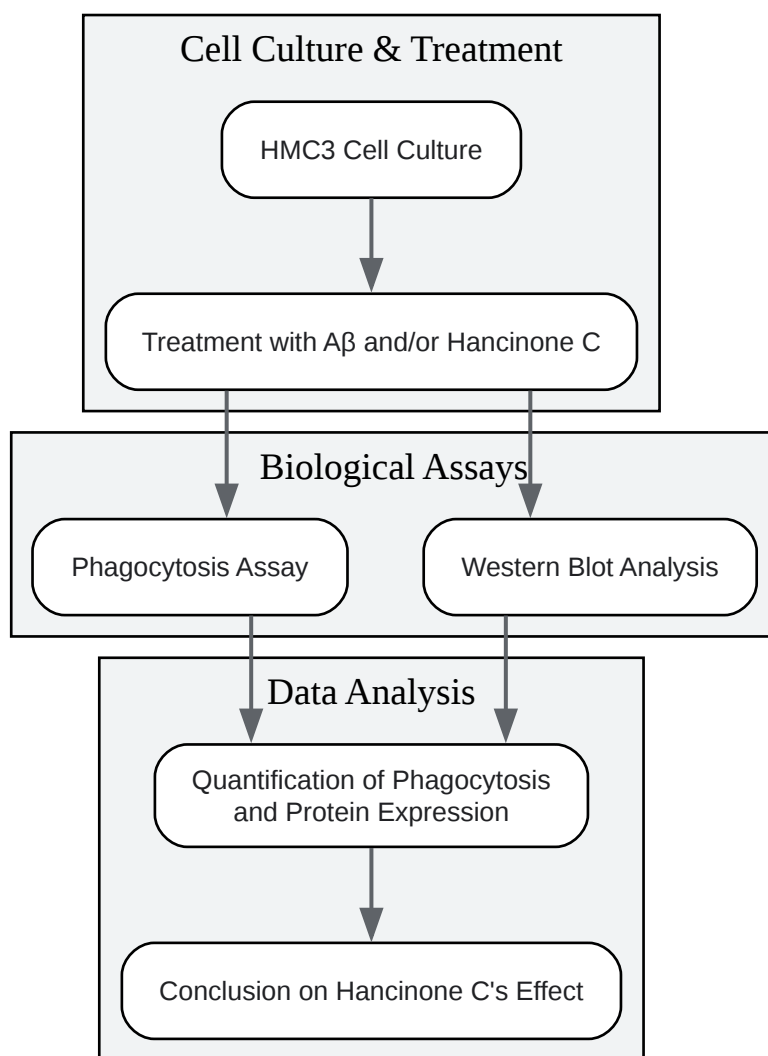 Cell Culture & Treatment
HMC3 Cell Culture
Treatment with Aβ and/or Hancinone C
Biological Assays
Phagocytosis Assay
Western Blot Analysis
Data Analysis
Quantification of Phagocytosis
and Protein Expression
Conclusion on Hancinone C's Effect